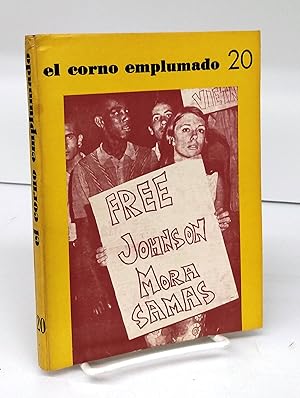 el corno emplumado 20
FREE
JOHNSON
MORA
SAMAS
el corno emplumado
20